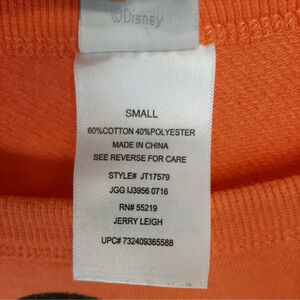 ©Disney
SMALL
60%COTTON 40%POLYESTER
MADE IN CHINA
SEE REVERSE FOR CARE
STYLE# JT17579
JGG IJ3956 0716
RN# 55219
JERRY LEIGH
UPC# 732409365588